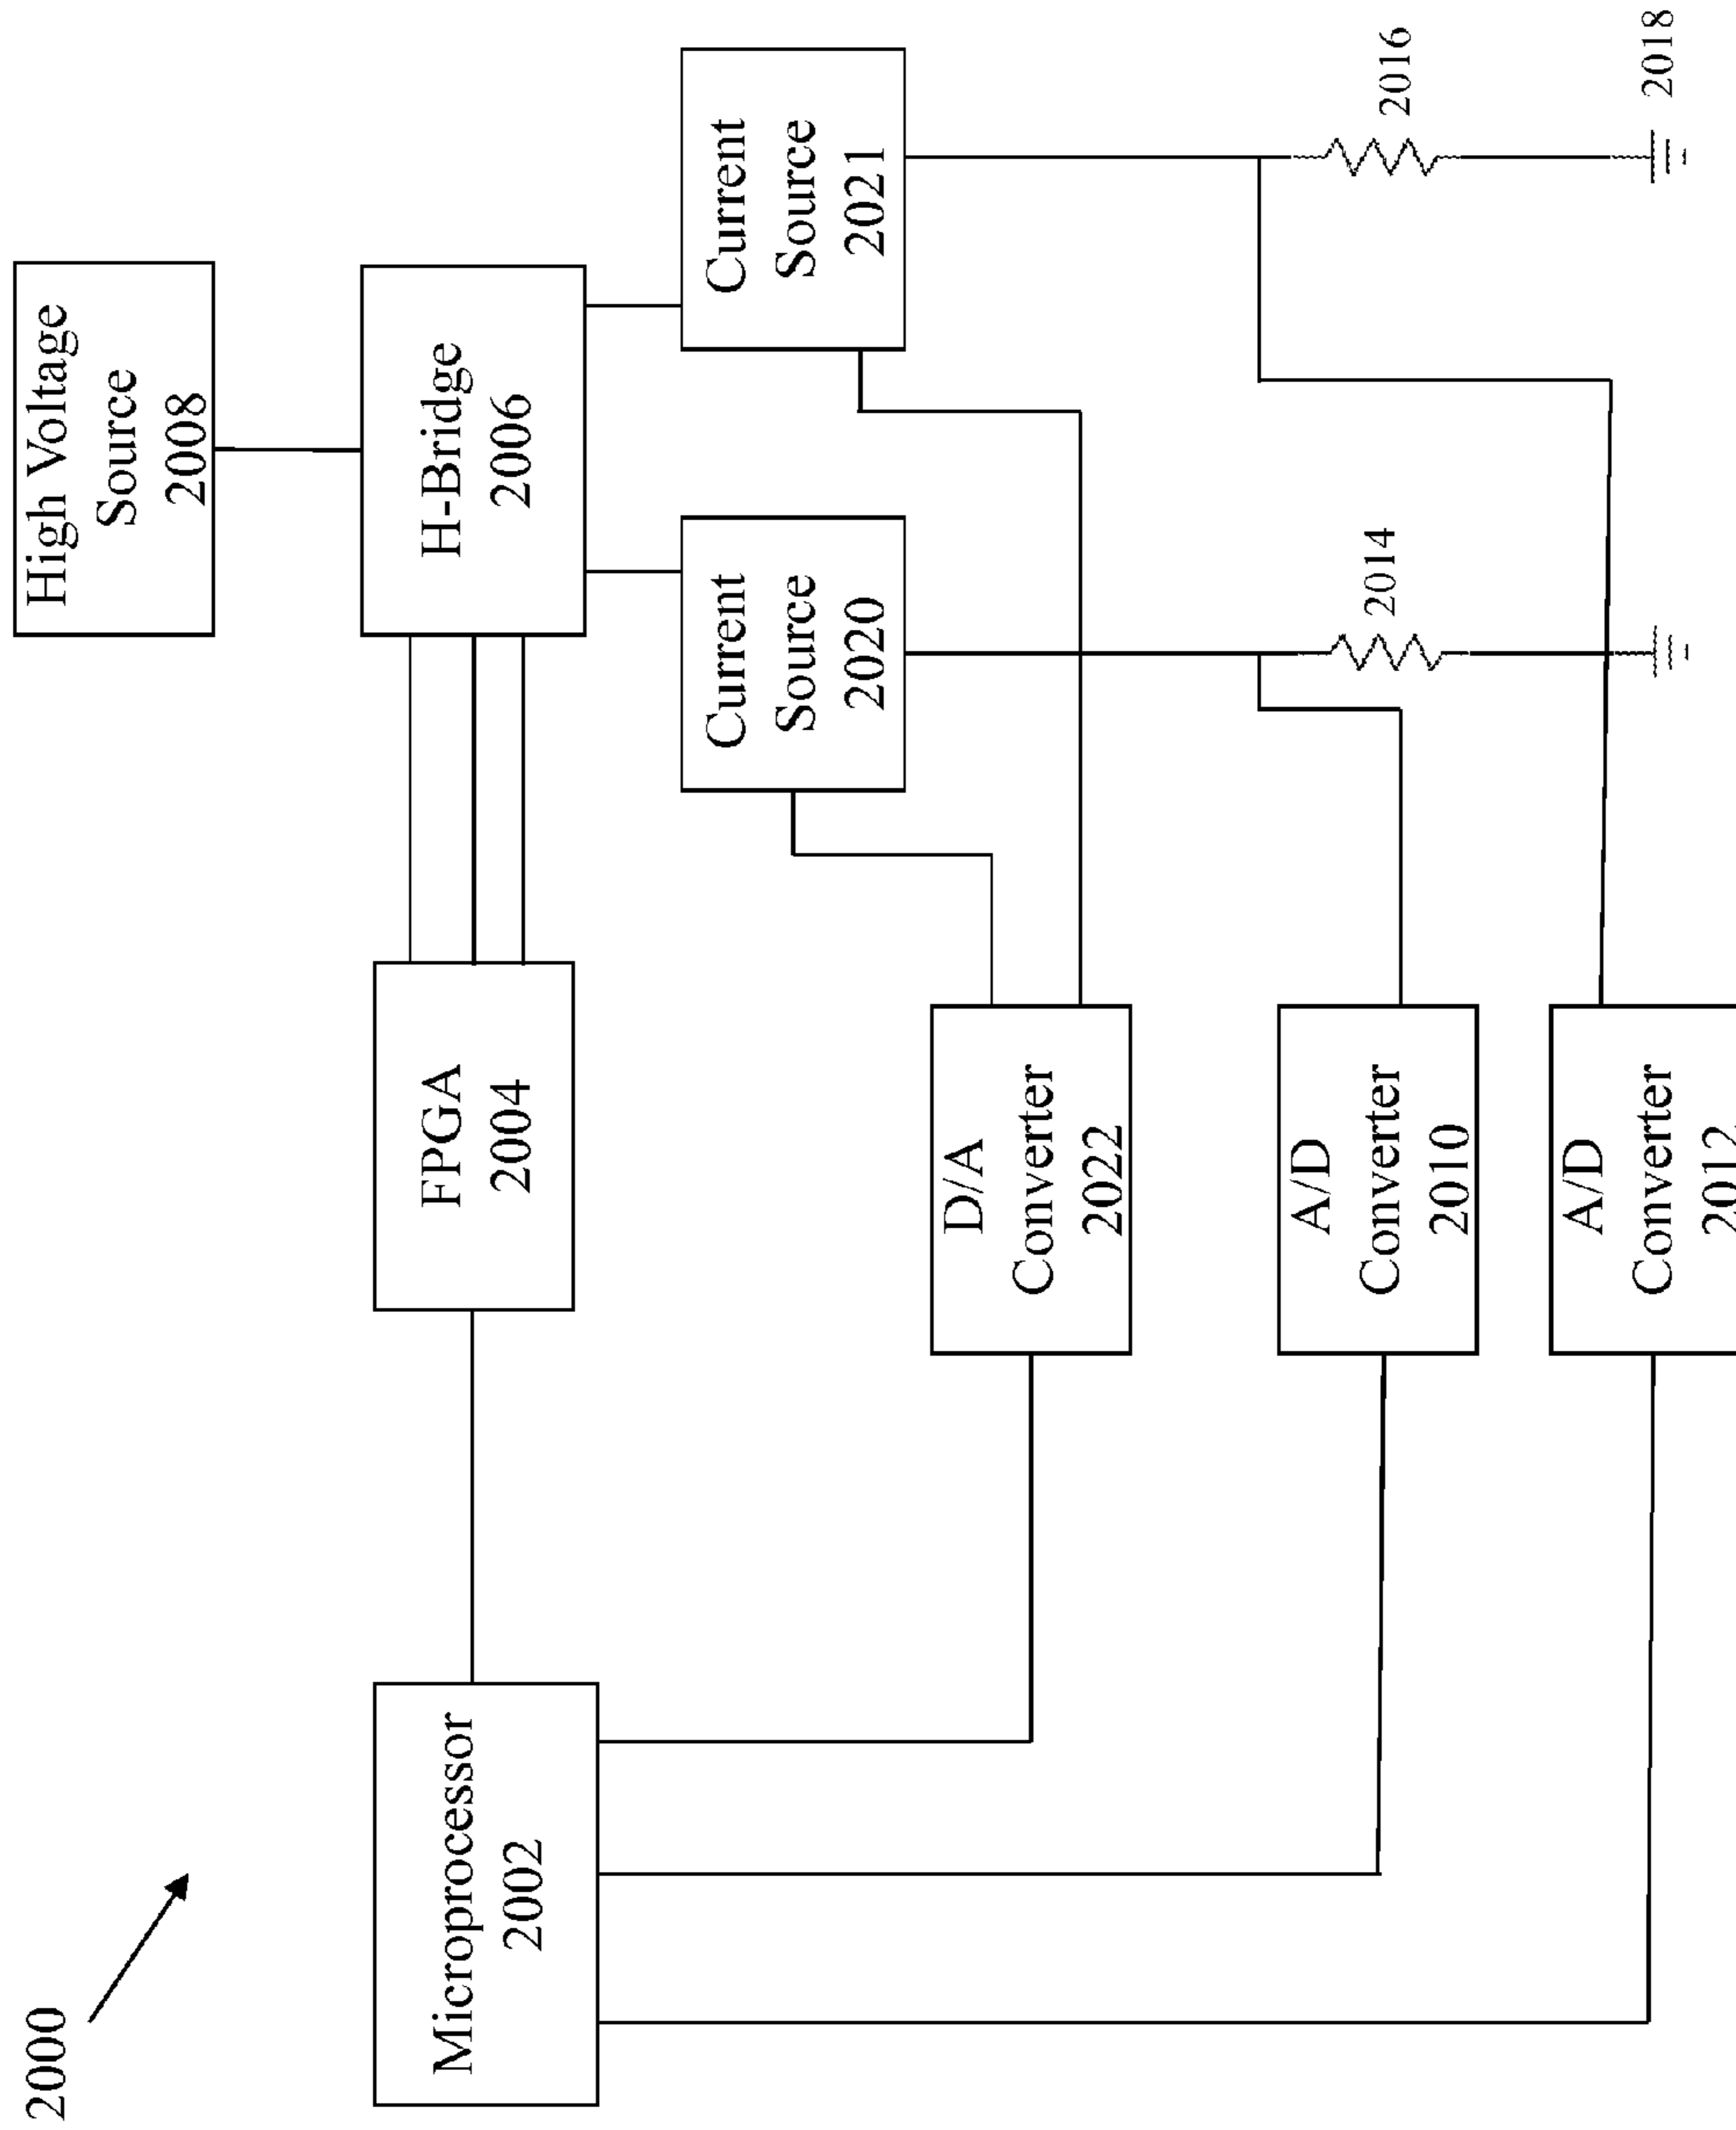 2000
High Voltage
Source
2008
Microprocessor
2002
FPGA
2004
H-Bridge
2006
Current
Source
2020
Current
Source
2021
D/A
Converter
2022
A/D
Converter
2010
2014
2016
A/D
Converter
2012
2018